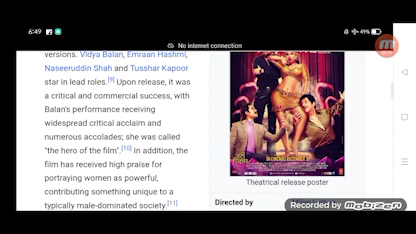 6:49
49%
No internet connection
versions. Vidya Balan, Emraan Hashmi,
Naseeruddin Shah and Tusshar Kapoor
star in lead roles.[9] Upon release, it was
a critical and commercial success, with
Balan's performance receiving
widespread critical acclaim and
numerous accolades; she was called
"the hero of the film".[10] In addition, the
film has received high praise for
portraying women as powerful,
contributing something unique to a
typically male-dominated society.[11]
IN CINEMAS DECEMBER 2
Theatrical release poster
Directed by
Recorded by
MobiZen